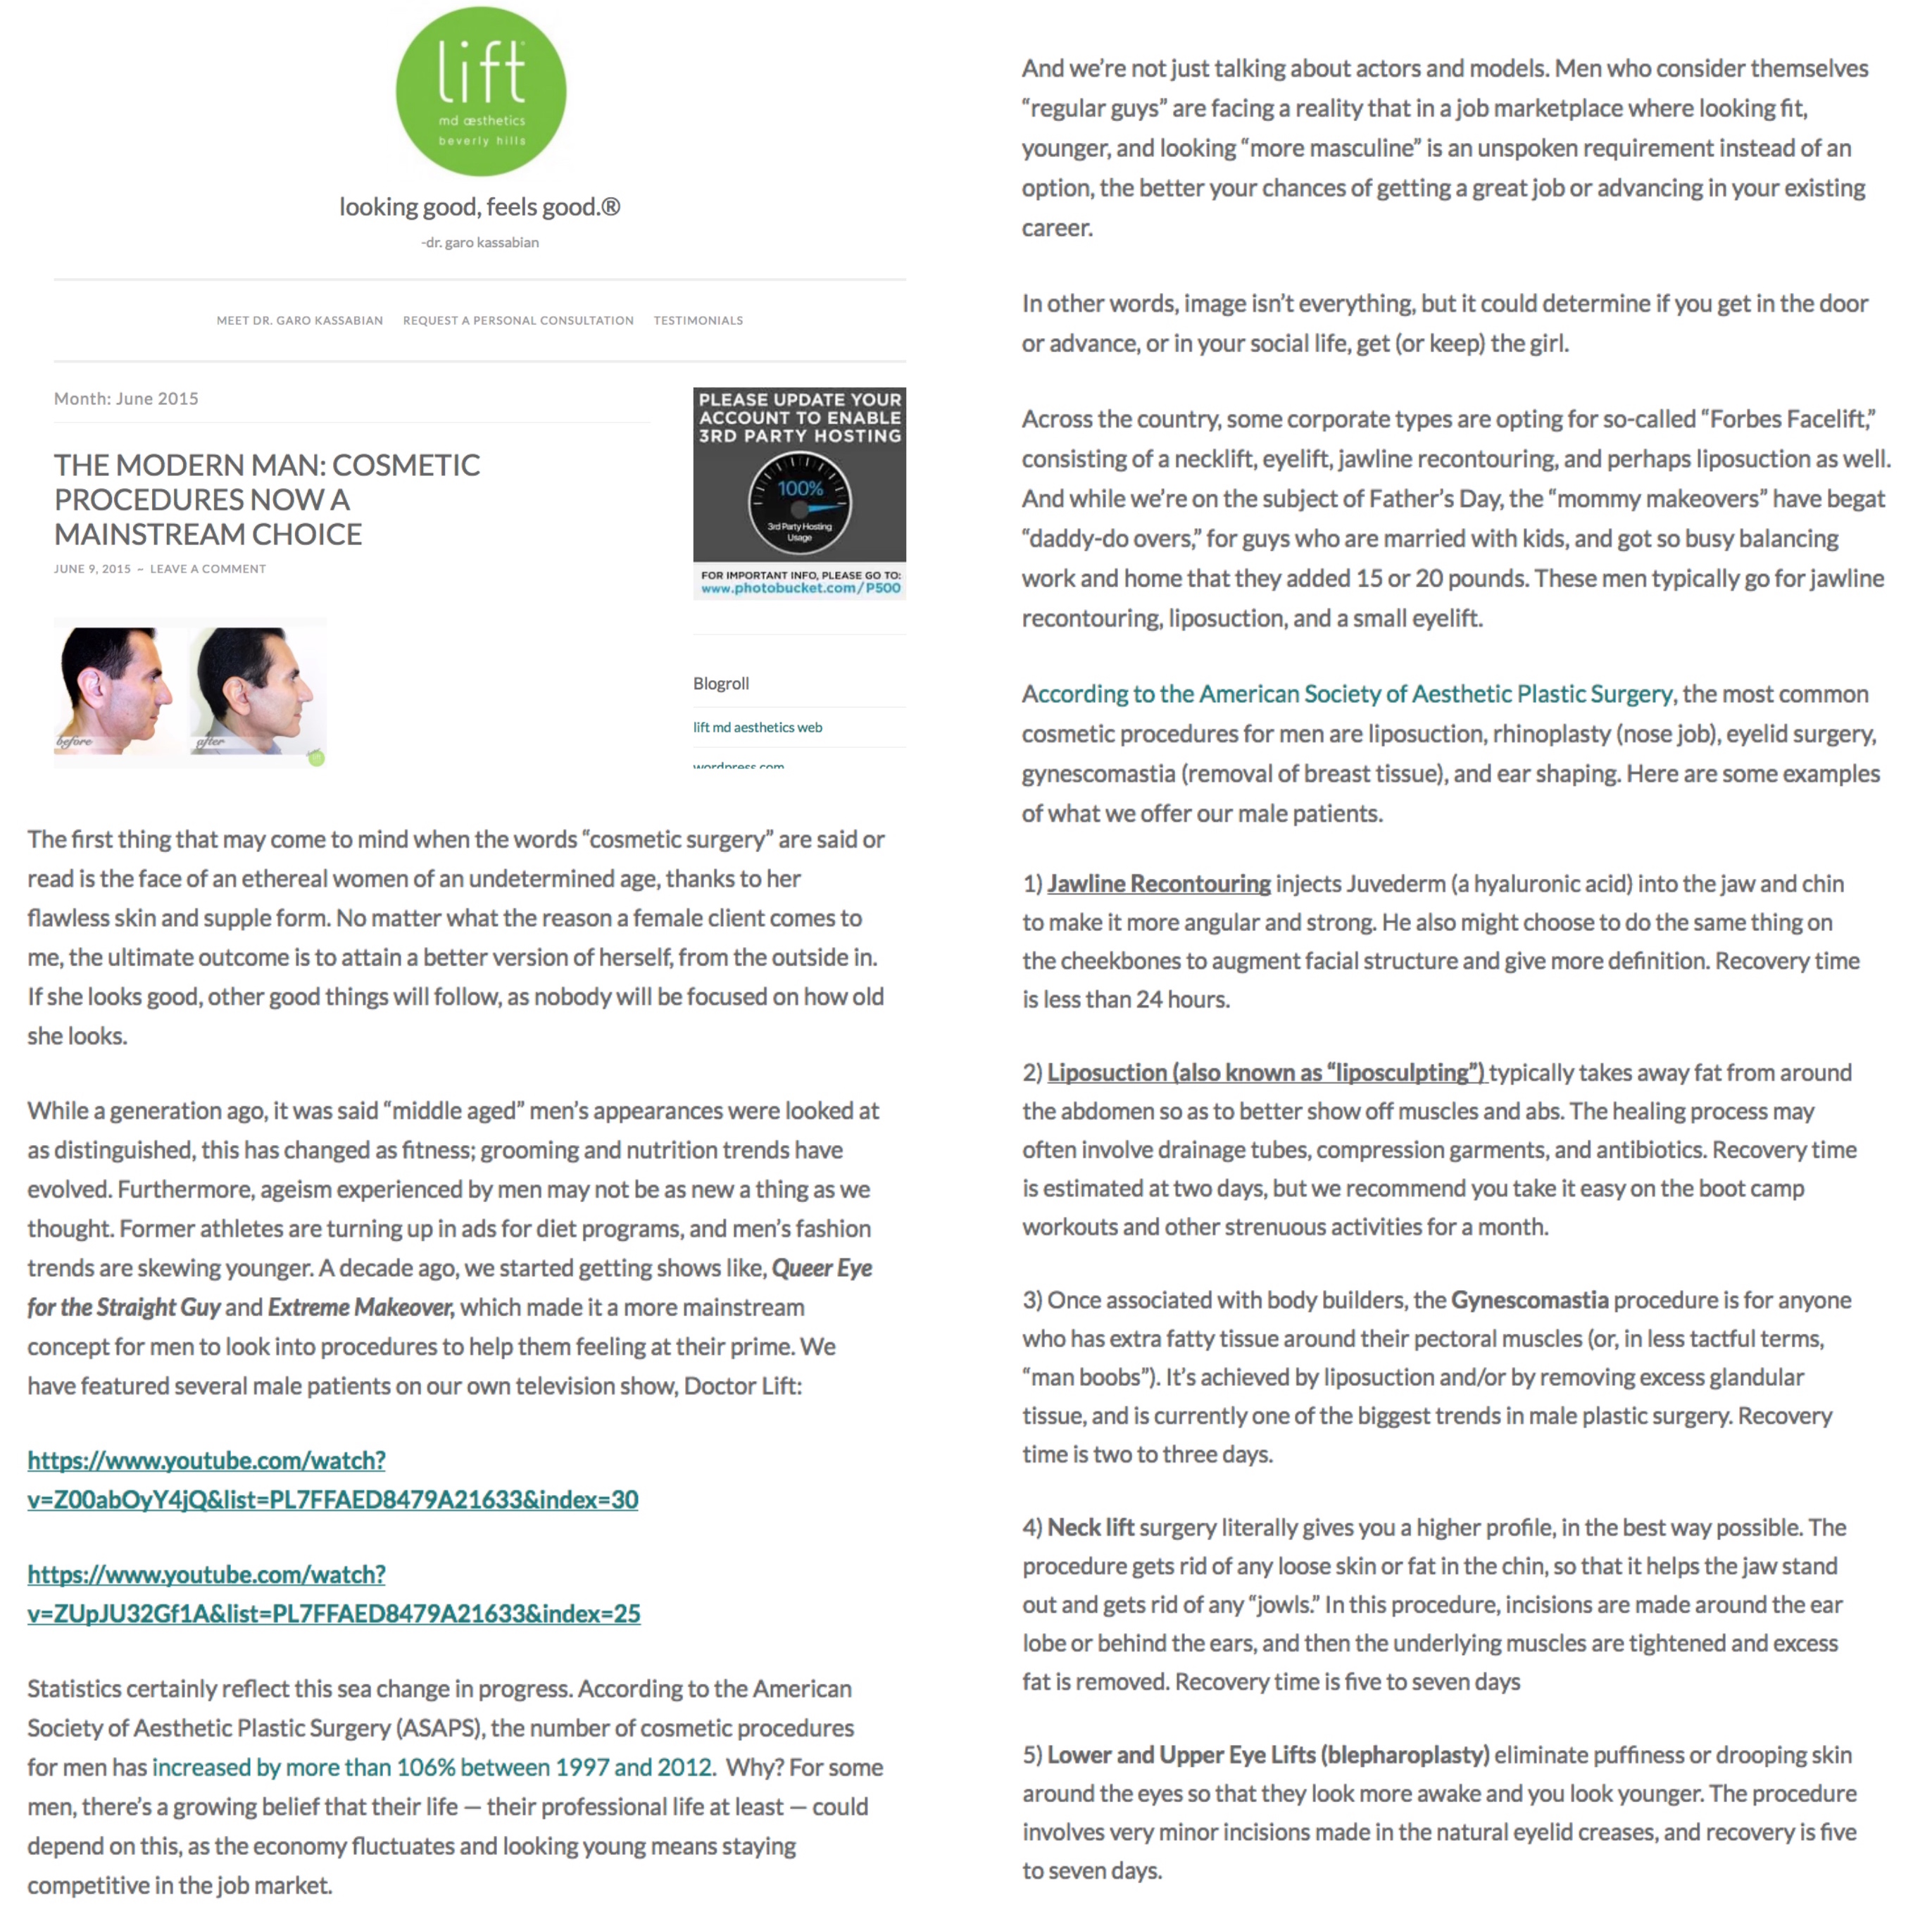 lift
md æsthetics
beverly hills
looking good, feels good.®
-dr. garo kassabian
MEET DR. GARO KASSABIAN   REQUEST A PERSONAL CONSULTATION   TESTIMONIALS
Month: June 2015
THE MODERN MAN: COSMETIC
PROCEDURES NOW A
MAINSTREAM CHOICE
JUNE 9, 2015 ~ LEAVE A COMMENT
before
after
PLEASE UPDATE YOUR
ACCOUNT TO ENABLE
3RD PARTY HOSTING
100%
3rd Party Hosting
Usage
FOR IMPORTANT INFO, PLEASE GO TO:
www.photobucket.com/P500
Blogroll
lift md aesthetics web
wordpress.com
The first thing that may come to mind when the words “cosmetic surgery” are said or
read is the face of an ethereal women of an undetermined age, thanks to her
flawless skin and supple form. No matter what the reason a female client comes to
me, the ultimate outcome is to attain a better version of herself, from the outside in.
If she looks good, other good things will follow, as nobody will be focused on how old
she looks.
While a generation ago, it was said “middle aged” men’s appearances were looked at
as distinguished, this has changed as fitness; grooming and nutrition trends have
evolved. Furthermore, ageism experienced by men may not be as new a thing as we
thought. Former athletes are turning up in ads for diet programs, and men’s fashion
trends are skewing younger. A decade ago, we started getting shows like, Queer Eye
for the Straight Guy and Extreme Makeover, which made it a more mainstream
concept for men to look into procedures to help them feeling at their prime. We
have featured several male patients on our own television show, Doctor Lift:
https://www.youtube.com/watch?
v=Z00abOyY4jQ&list=PL7FFAED8479A21633&index=30
https://www.youtube.com/watch?
v=ZUpJU32Gf1A&list=PL7FFAED8479A21633&index=25
Statistics certainly reflect this sea change in progress. According to the American
Society of Aesthetic Plastic Surgery (ASAPS), the number of cosmetic procedures
for men has increased by more than 106% between 1997 and 2012.  Why? For some
men, there’s a growing belief that their life — their professional life at least — could
depend on this, as the economy fluctuates and looking young means staying
competitive in the job market.
And we’re not just talking about actors and models. Men who consider themselves
“regular guys” are facing a reality that in a job marketplace where looking fit,
younger, and looking “more masculine” is an unspoken requirement instead of an
option, the better your chances of getting a great job or advancing in your existing
career.
In other words, image isn’t everything, but it could determine if you get in the door
or advance, or in your social life, get (or keep) the girl.
Across the country, some corporate types are opting for so-called “Forbes Facelift,”
consisting of a necklift, eyelift, jawline recontouring, and perhaps liposuction as well.
And while we’re on the subject of Father’s Day, the “mommy makeovers” have begat
“daddy-do overs,” for guys who are married with kids, and got so busy balancing
work and home that they added 15 or 20 pounds. These men typically go for jawline
recontouring, liposuction, and a small eyelift.
According to the American Society of Aesthetic Plastic Surgery, the most common
cosmetic procedures for men are liposuction, rhinoplasty (nose job), eyelid surgery,
gynescomastia (removal of breast tissue), and ear shaping. Here are some examples
of what we offer our male patients.
1) Jawline Recontouring injects Juvederm (a hyaluronic acid) into the jaw and chin
to make it more angular and strong. He also might choose to do the same thing on
the cheekbones to augment facial structure and give more definition. Recovery time
is less than 24 hours.
2) Liposuction (also known as “liposculpting”) typically takes away fat from around
the abdomen so as to better show off muscles and abs. The healing process may
often involve drainage tubes, compression garments, and antibiotics. Recovery time
is estimated at two days, but we recommend you take it easy on the boot camp
workouts and other strenuous activities for a month.
3) Once associated with body builders, the Gynescomastia procedure is for anyone
who has extra fatty tissue around their pectoral muscles (or, in less tactful terms,
“man boobs”). It’s achieved by liposuction and/or by removing excess glandular
tissue, and is currently one of the biggest trends in male plastic surgery. Recovery
time is two to three days.
4) Neck lift surgery literally gives you a higher profile, in the best way possible. The
procedure gets rid of any loose skin or fat in the chin, so that it helps the jaw stand
out and gets rid of any “jowls.” In this procedure, incisions are made around the ear
lobe or behind the ears, and then the underlying muscles are tightened and excess
fat is removed. Recovery time is five to seven days
5) Lower and Upper Eye Lifts (blepharoplasty) eliminate puffiness or drooping skin
around the eyes so that they look more awake and you look younger. The procedure
involves very minor incisions made in the natural eyelid creases, and recovery is five
to seven days.